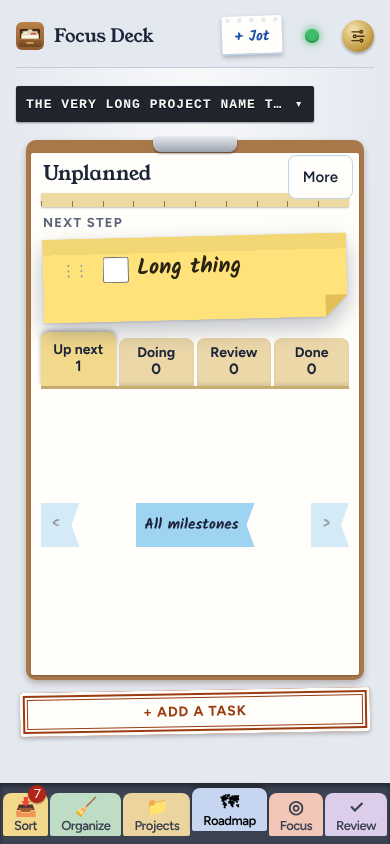 Focus Deck
+ Jot
THE VERY LONG PROJECT NAME T… ▾
Unplanned
More
NEXT STEP
Long thing
Up next
1
Doing
0
Review
0
Done
0
<
All milestones
>
+ ADD A TASK
7
Sort
Organize
Projects
Roadmap
Focus
Review